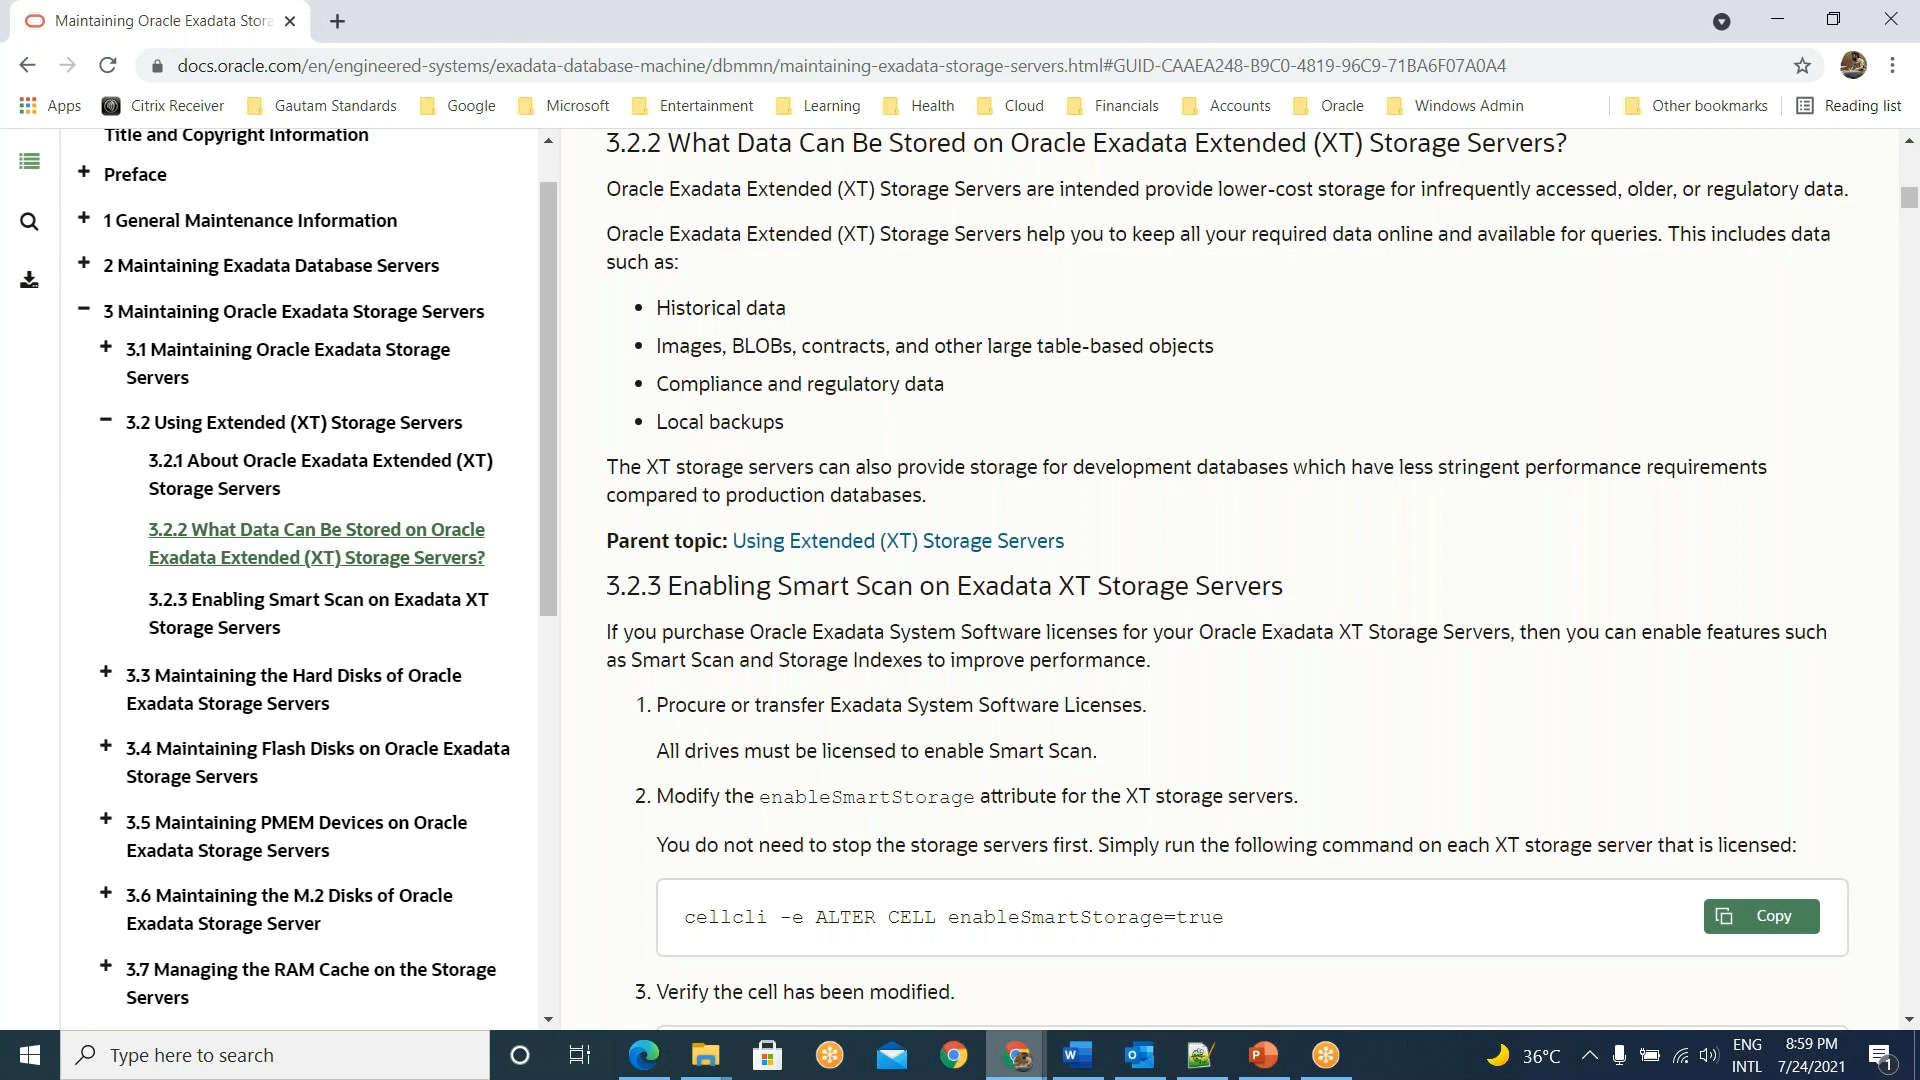 Maintaining Oracle Exadata Stora
docs.oracle.com/en/engineered-systems/exadata-database-machine/dbmmn/maintaining-exadata-storage-servers.html#GUID-CAAEA248-B9C0-4819-96C9-71BA6F07A0A4
Apps Citrix Receiver Gautam Standards Google Microsoft Entertainment Learning Health Cloud Financials Accounts Oracle Windows Admin Other bookmarks Reading list
Title and Copyright Information
+ Preface
+ 1 General Maintenance Information
+ 2 Maintaining Exadata Database Servers
− 3 Maintaining Oracle Exadata Storage Servers
+ 3.1 Maintaining Oracle Exadata Storage
Servers
− 3.2 Using Extended (XT) Storage Servers
3.2.1 About Oracle Exadata Extended (XT)
Storage Servers
3.2.2 What Data Can Be Stored on Oracle
Exadata Extended (XT) Storage Servers?
3.2.3 Enabling Smart Scan on Exadata XT
Storage Servers
+ 3.3 Maintaining the Hard Disks of Oracle
Exadata Storage Servers
+ 3.4 Maintaining Flash Disks on Oracle Exadata
Storage Servers
+ 3.5 Maintaining PMEM Devices on Oracle
Exadata Storage Servers
+ 3.6 Maintaining the M.2 Disks of Oracle
Exadata Storage Server
+ 3.7 Managing the RAM Cache on the Storage
Servers
3.2.2 What Data Can Be Stored on Oracle Exadata Extended (XT) Storage Servers?
Oracle Exadata Extended (XT) Storage Servers are intended provide lower-cost storage for infrequently accessed, older, or regulatory data.
Oracle Exadata Extended (XT) Storage Servers help you to keep all your required data online and available for queries. This includes data
such as:
• Historical data
• Images, BLOBs, contracts, and other large table-based objects
• Compliance and regulatory data
• Local backups
The XT storage servers can also provide storage for development databases which have less stringent performance requirements
compared to production databases.
Parent topic: Using Extended (XT) Storage Servers
3.2.3 Enabling Smart Scan on Exadata XT Storage Servers
If you purchase Oracle Exadata System Software licenses for your Oracle Exadata XT Storage Servers, then you can enable features such
as Smart Scan and Storage Indexes to improve performance.
1. Procure or transfer Exadata System Software Licenses.
All drives must be licensed to enable Smart Scan.
2. Modify the enableSmartStorage attribute for the XT storage servers.
You do not need to stop the storage servers first. Simply run the following command on each XT storage server that is licensed:
cellcli -e ALTER CELL enableSmartStorage=true
Copy
3. Verify the cell has been modified.
Type here to search
36°C
ENG
INTL
8:59 PM
7/24/2021
1